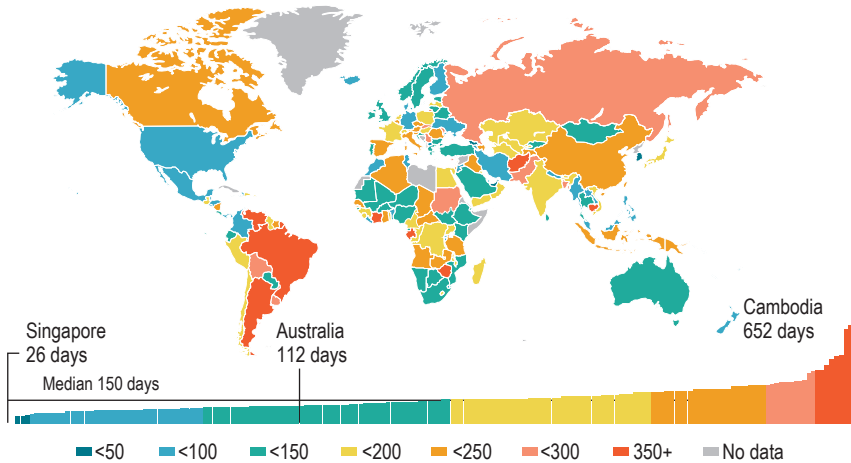 Cambodia
652 days
Singapore
26 days
Australia
112 days
Median 150 days
<50
<100
<150
<200
<250
<300
350+
No data